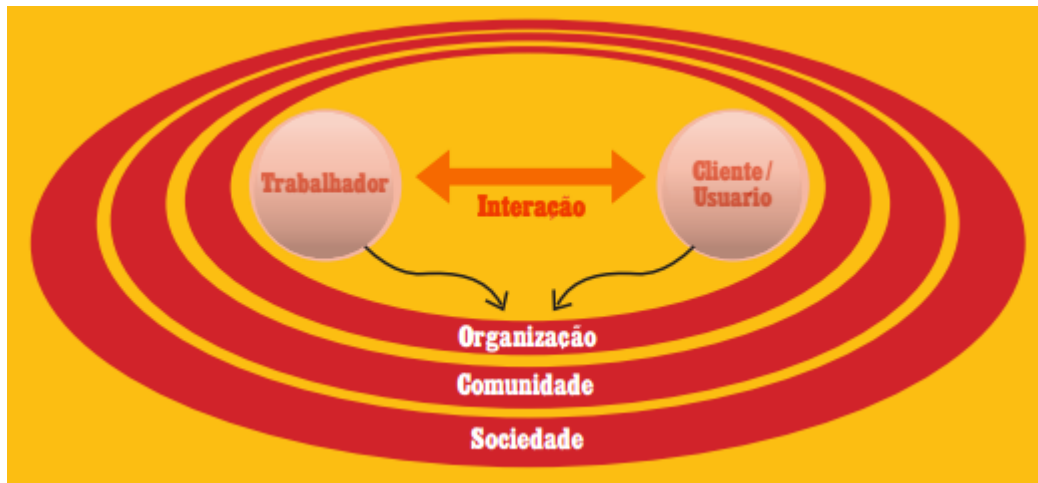 Trabalhador
Cliente/
Usuario
Interação
Organização
Comunidade
Sociedade